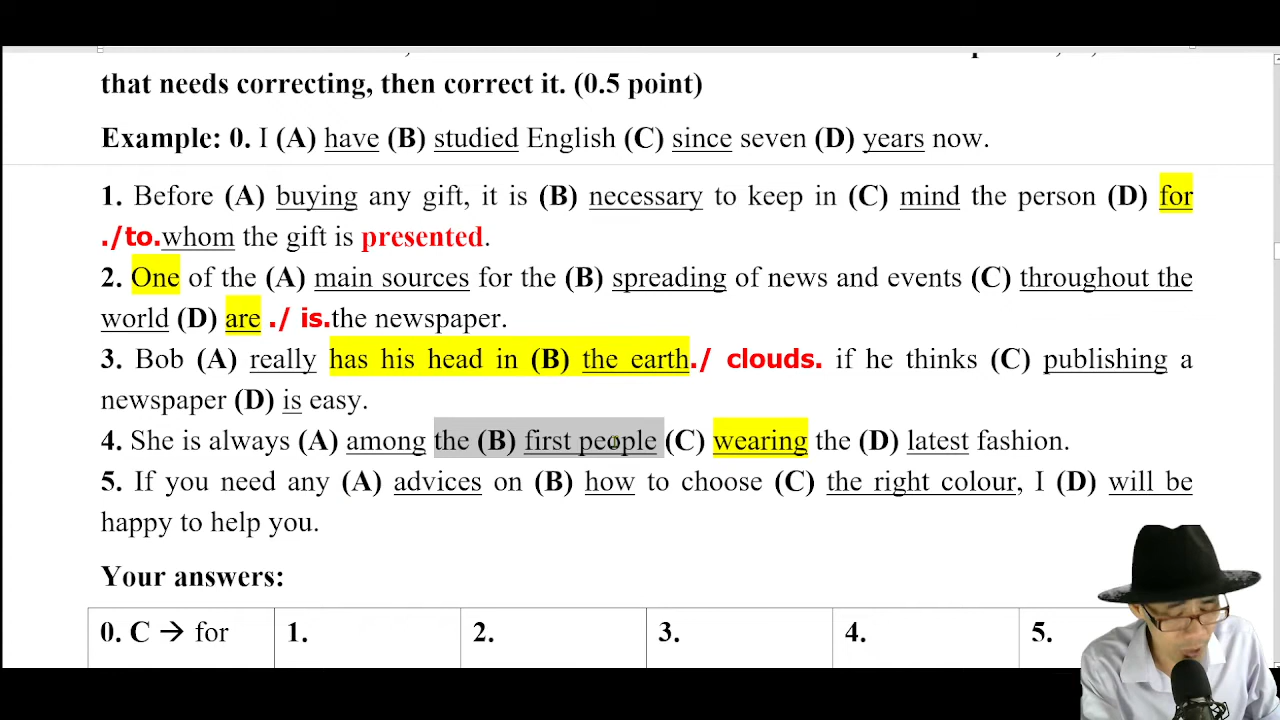 that needs correcting, then correct it. (0.5 point)
Example: 0. I (A) have (B) studied English (C) since seven (D) years now.
1. Before (A) buying any gift, it is (B) necessary to keep in (C) mind the person (D) for
./to.whom the gift is presented.
2. One of the (A) main sources for the (B) spreading of news and events (C) throughout the
world (D) are ./ is.the newspaper.
3. Bob (A) really has his head in (B) the earth./ clouds. if he thinks (C) publishing a
newspaper (D) is easy.
4. She is always (A) among the (B) first people (C) wearing the (D) latest fashion.
5. If you need any (A) advices on (B) how to choose (C) the right colour, I (D) will be
happy to help you.
Your answers:
0. C → for 1. 2. 3. 4. 5.